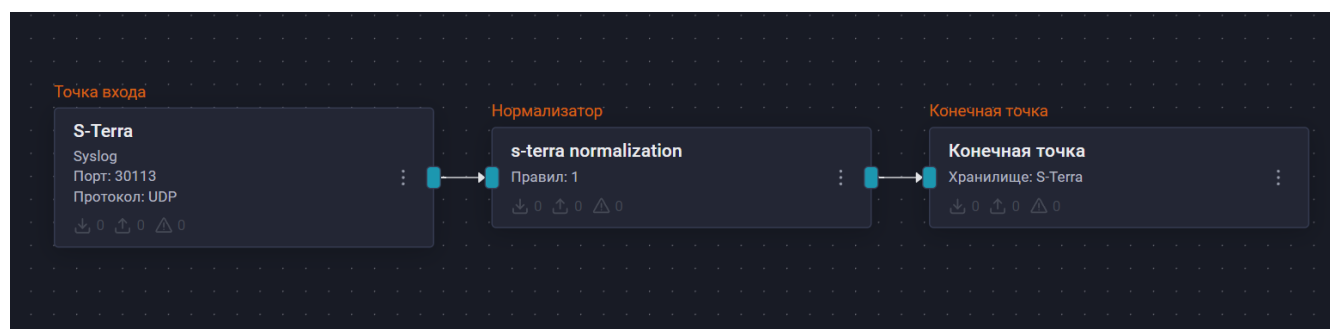 Точка входа
S-Terra
Syslog
Порт: 30113
Протокол: UDP
0 0 0
Нормализатор
s-terra normalization
Правил: 1
0 0 0
Конечная точка
Конечная точка
Хранилище: S-Terra
0 0 0